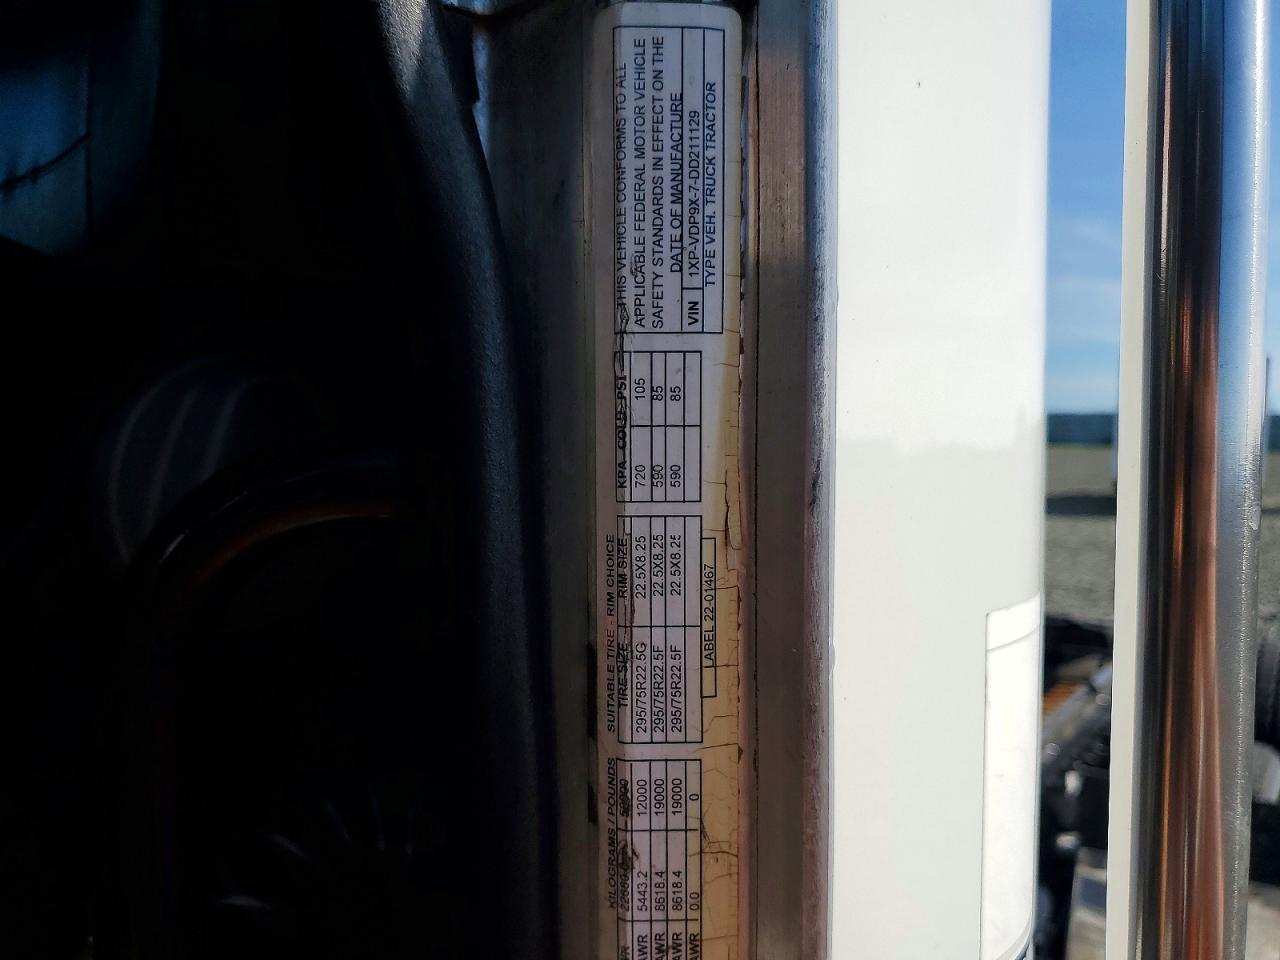 KILOGRAMS / POUNDS
5443.2 12000
AWR 8618.4 19000
AWR 8618.4 19000
AWR 0.0 0
SUITABLE TIRE - RIM CHOICE
TIRE SIZE RIM SIZE
295/75R22.5G 22.5X8.25
295/75R22.5F 22.5X8.25
295/75R22.5F 22.5X8.25
LABEL 22-01467
KPA COLD PSI
720 105
590 85
590 85
THIS VEHICLE CONFORMS TO ALL
APPLICABLE FEDERAL MOTOR VEHICLE
SAFETY STANDARDS IN EFFECT ON THE
DATE OF MANUFACTURE
VIN 1XP-VDP9X-7-DD211129
TYPE VEH. TRUCK TRACTOR